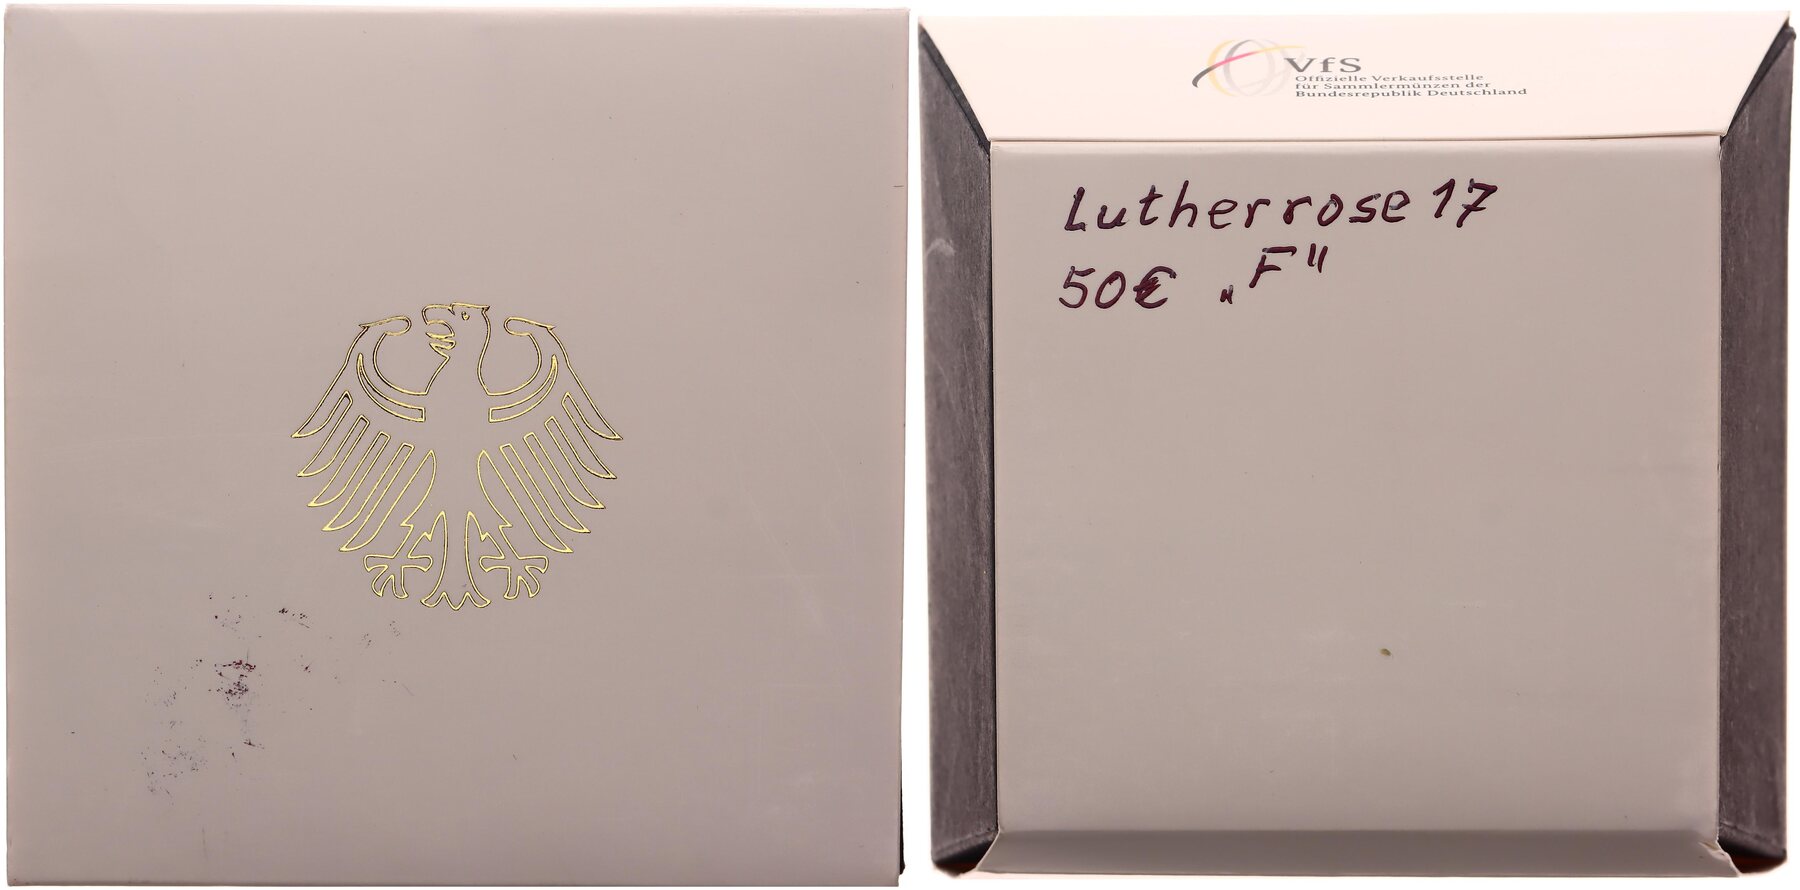 VfS
Offizielle Verkaufsstelle
für Sammlermünzen der
Bundesrepublik Deutschland
Lutherrose 17
50€ „F"